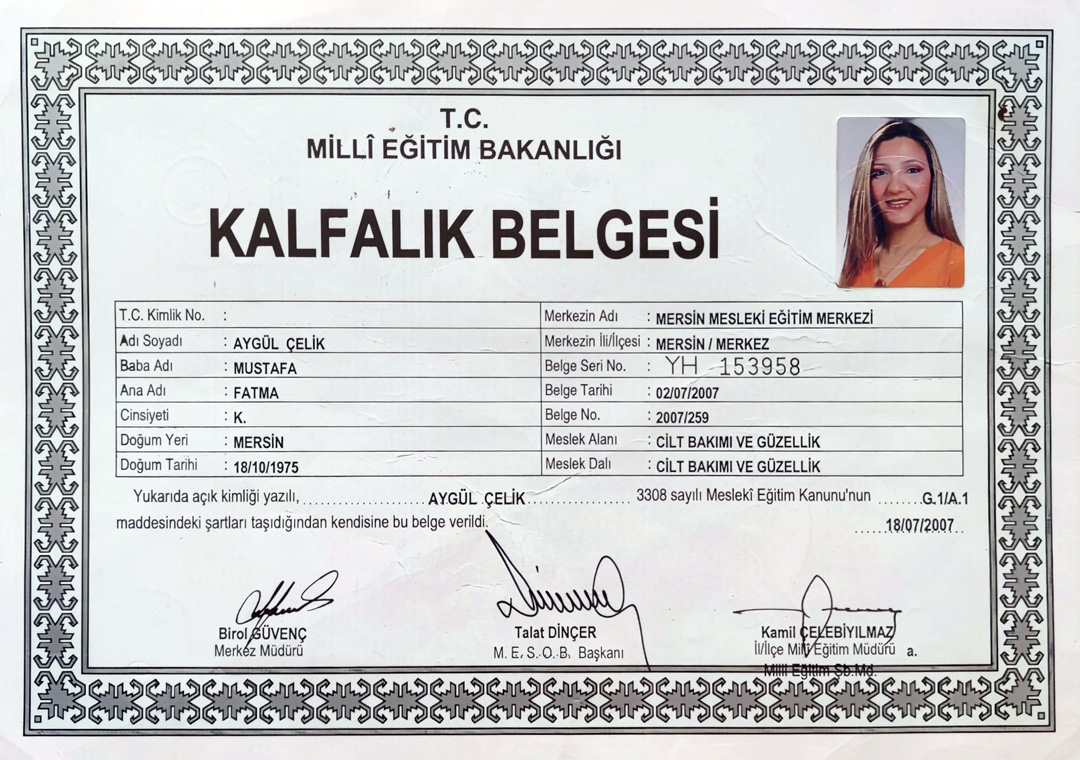 T.C.
MİLLÎ EĞİTİM BAKANLIĞI
KALFALIK BELGESİ
T.C. Kimlik No. :
Adı Soyadı : AYGÜL ÇELİK
Baba Adı : MUSTAFA
Ana Adı : FATMA
Cinsiyeti : K.
Doğum Yeri : MERSİN
Doğum Tarihi : 18/10/1975
Merkezin Adı : MERSİN MESLEKİ EĞİTİM MERKEZİ
Merkezin İli/İlçesi : MERSİN / MERKEZ
Belge Seri No. : YH 153958
Belge Tarihi : 02/07/2007
Belge No. : 2007/259
Meslek Alanı : CİLT BAKIMI VE GÜZELLİK
Meslek Dalı : CİLT BAKIMI VE GÜZELLİK
Yukarıda açık kimliği yazılı, AYGÜL ÇELİK 3308 sayılı Meslekî Eğitim Kanunu'nun G.1/A.1
maddesindeki şartları taşıdığından kendisine bu belge verildi.
18/07/2007
Birol GÜVENÇ
Merkez Müdürü
Talat DİNÇER
M. E. S. O. B. Başkanı
Kamil ÇELEBİYILMAZ
İl/İlçe Millî Eğitim Müdürü a.
Milli Eğitim Şb.Md.